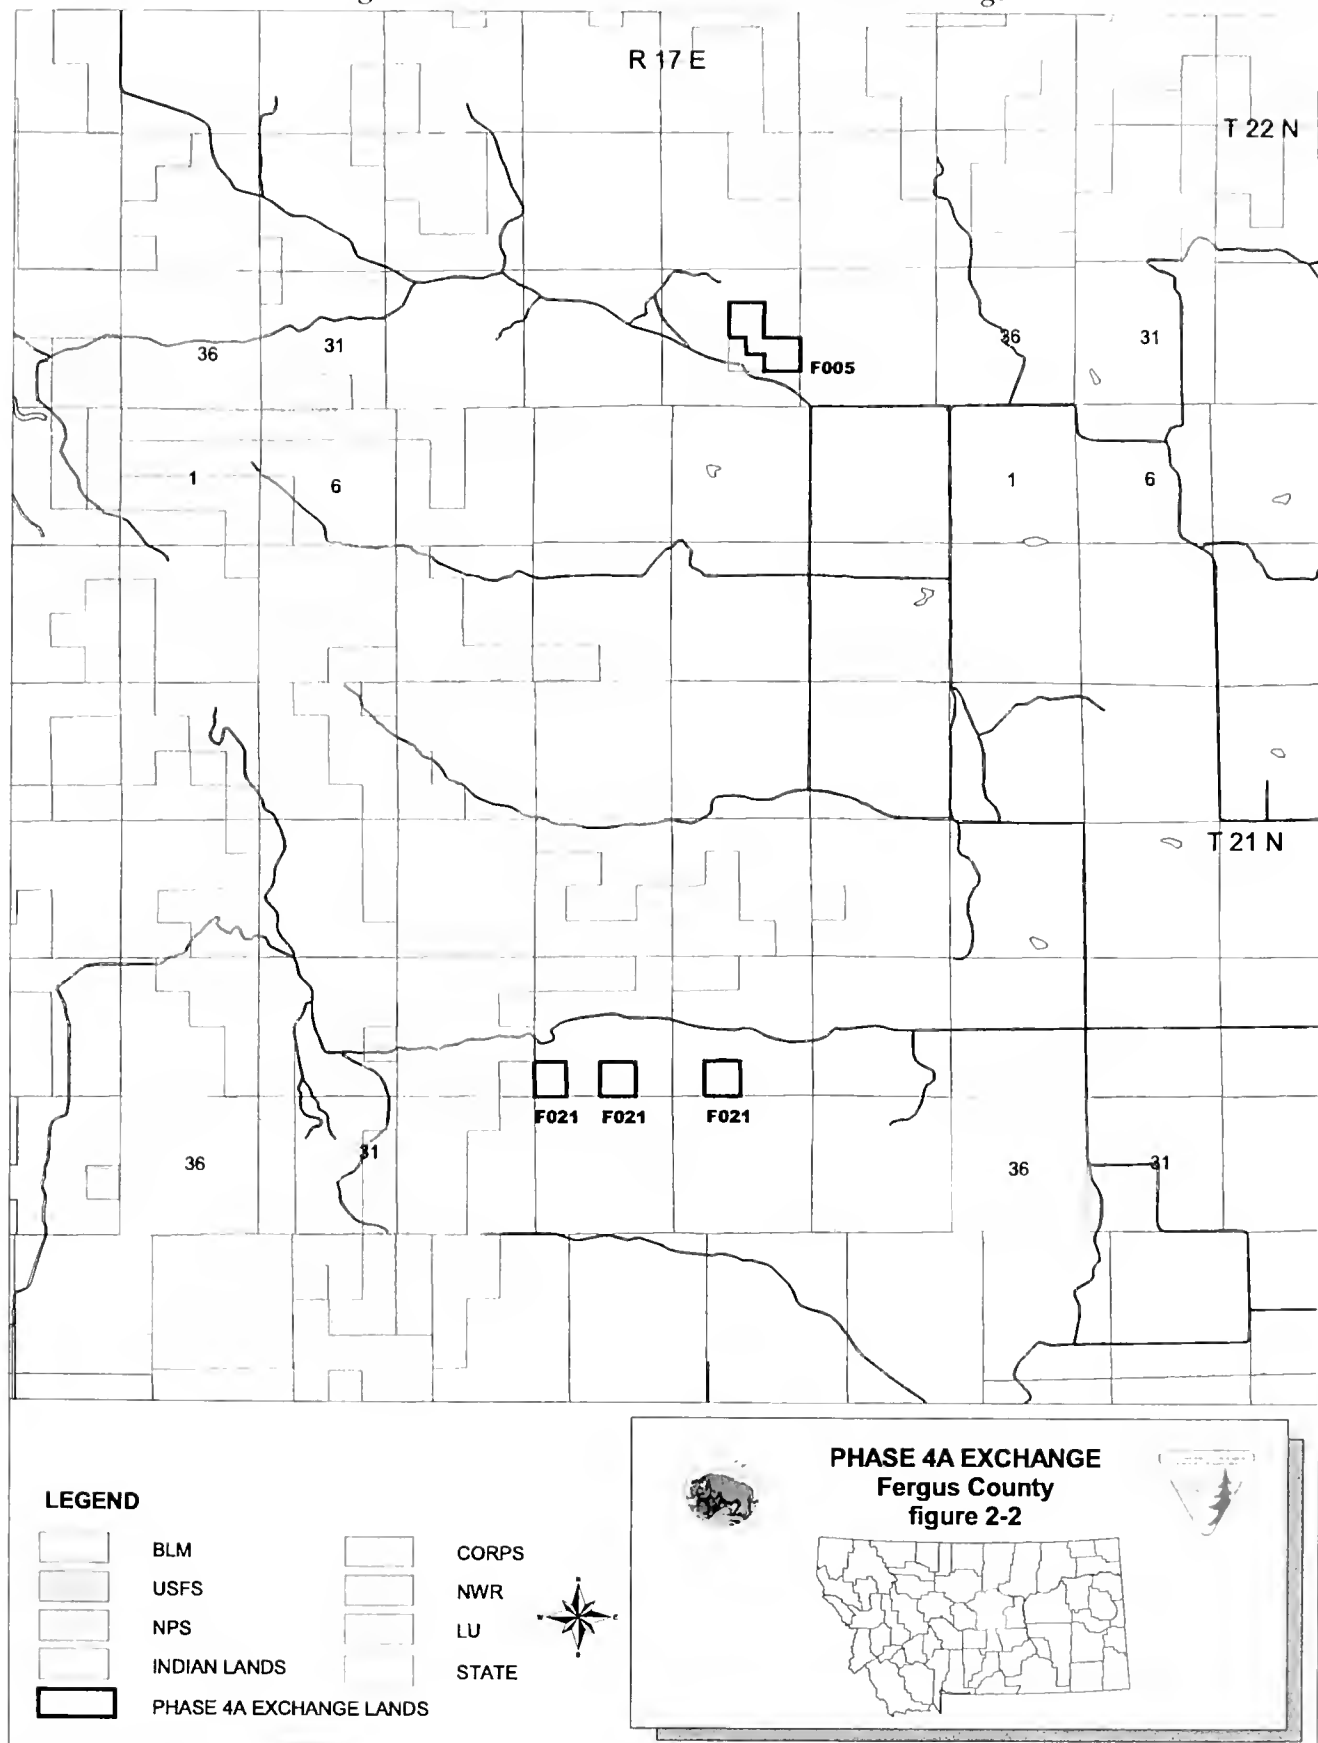 R 17 E
T 22 N
36
31
36
31
F005
1
6
1
6
T 21 N
F021
F021
F021
36
31
36
31
LEGEND
BLM
USFS
NPS
INDIAN LANDS
PHASE 4A EXCHANGE LANDS
CORPS
NWR
LU
STATE
PHASE 4A EXCHANGE
Fergus County
figure 2-2